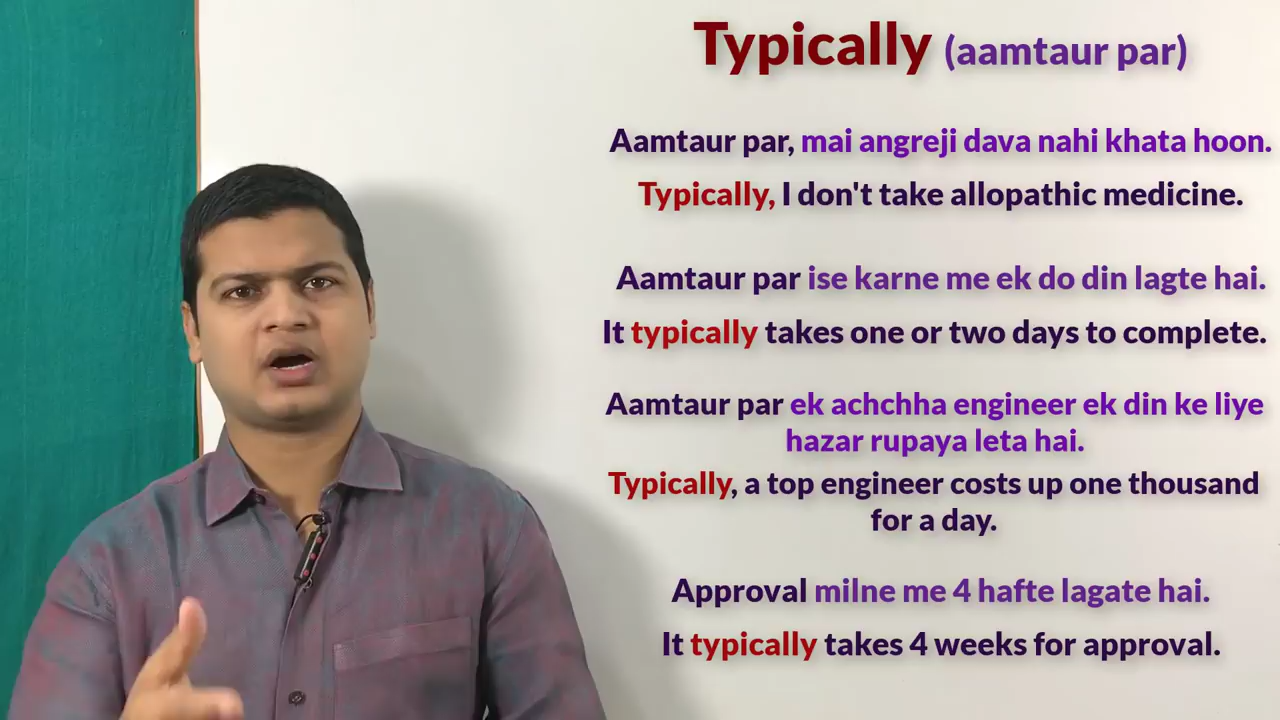 Typically (aamtaur par)
Aamtaur par, mai angreji dava nahi khata hoon.
Typically, I don't take allopathic medicine.
Aamtaur par ise karne me ek do din lagte hai.
It typically takes one or two days to complete.
Aamtaur par ek achchha engineer ek din ke liye
hazar rupaya leta hai.
Typically, a top engineer costs up one thousand
for a day.
Approval milne me 4 hafte lagate hai.
It typically takes 4 weeks for approval.